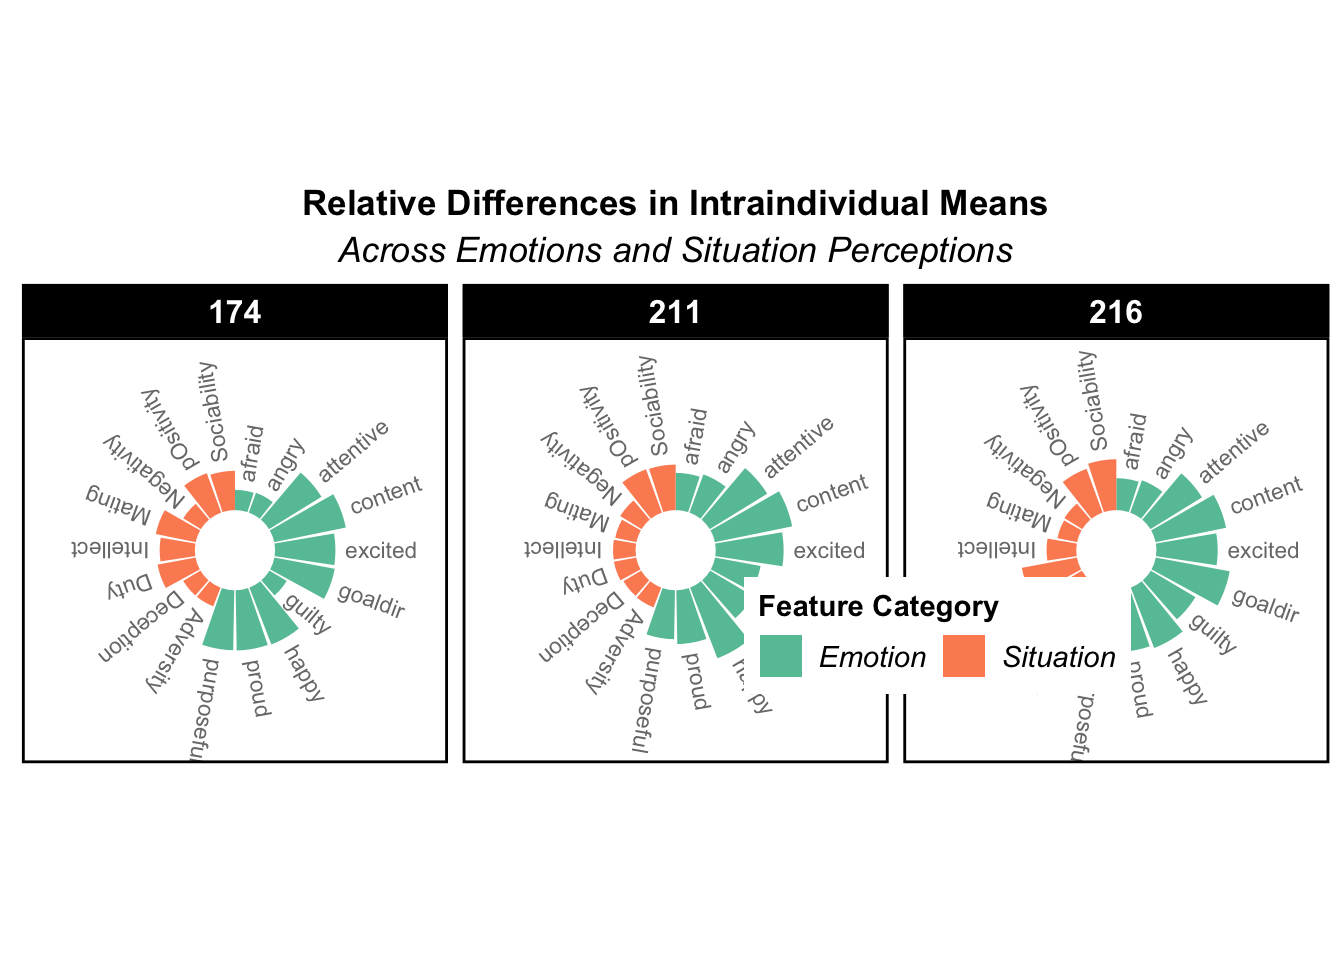 Relative Differences in Intraindividual Means
Across Emotions and Situation Perceptions
174
211
216
afraid
angry
attentive
content
excited
goaldir
guilty
happy
proud
purposeful
Adversity
Deception
Duty
Intellect
Mating
Negativity
pOsitivity
Sociability
afraid
angry
attentive
content
excited
proud
purposeful
Adversity
Deception
Duty
Intellect
Mating
Negativity
pOsitivity
Sociability
afraid
angry
attentive
content
excited
goaldir
guilty
happy
Intellect
Mating
Negativity
pOsitivity
Sociability
Feature Category
Emotion
Situation